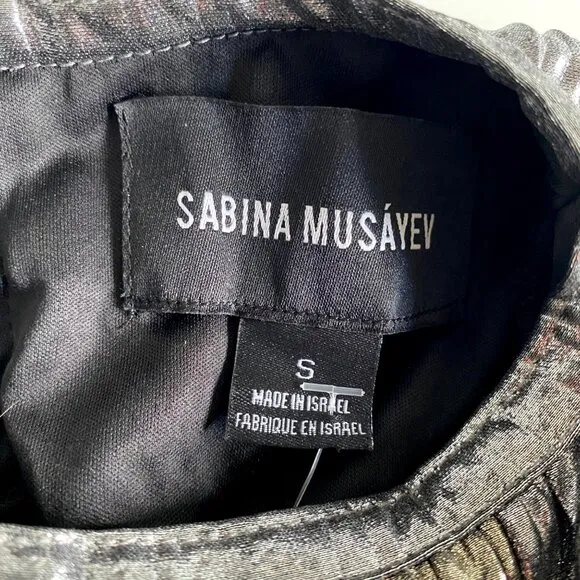 SABINA MUSÁYEV
S
MADE IN ISRAEL
FABRIQUE EN ISRAEL